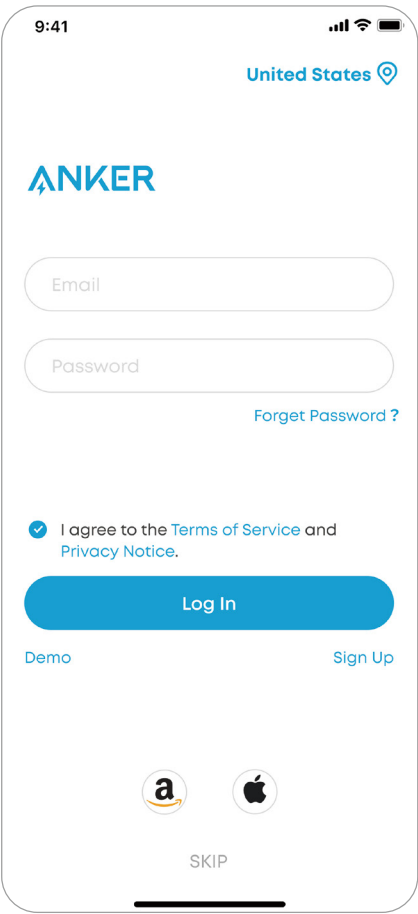 9:41
United States
ANKER
Email
Password
Forget Password ?
I agree to the Terms of Service and
Privacy Notice.
Log In
Demo
Sign Up
a
SKIP